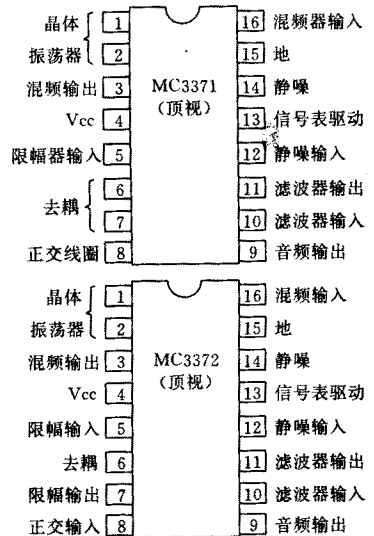 晶体 1 16 混频器输入
振荡器 2 15 地
混频输出 3 MC3371 14 静噪
Vcc 4 (顶视) 13 信号表驱动
限幅器输入 5 12 静噪输入
去耦 6 11 滤波器输出
7 10 滤波器输入
正交线圈 8 9 音频输出
晶体 1 16 混频输入
振荡器 2 15 地
混频输出 3 MC3372 14 静噪
Vcc 4 (顶视) 13 信号表驱动
限幅输入 5 12 静噪输入
去耦 6 11 滤波器输出
限幅输出 7 10 滤波器输入
正交输入 8 9 音频输出